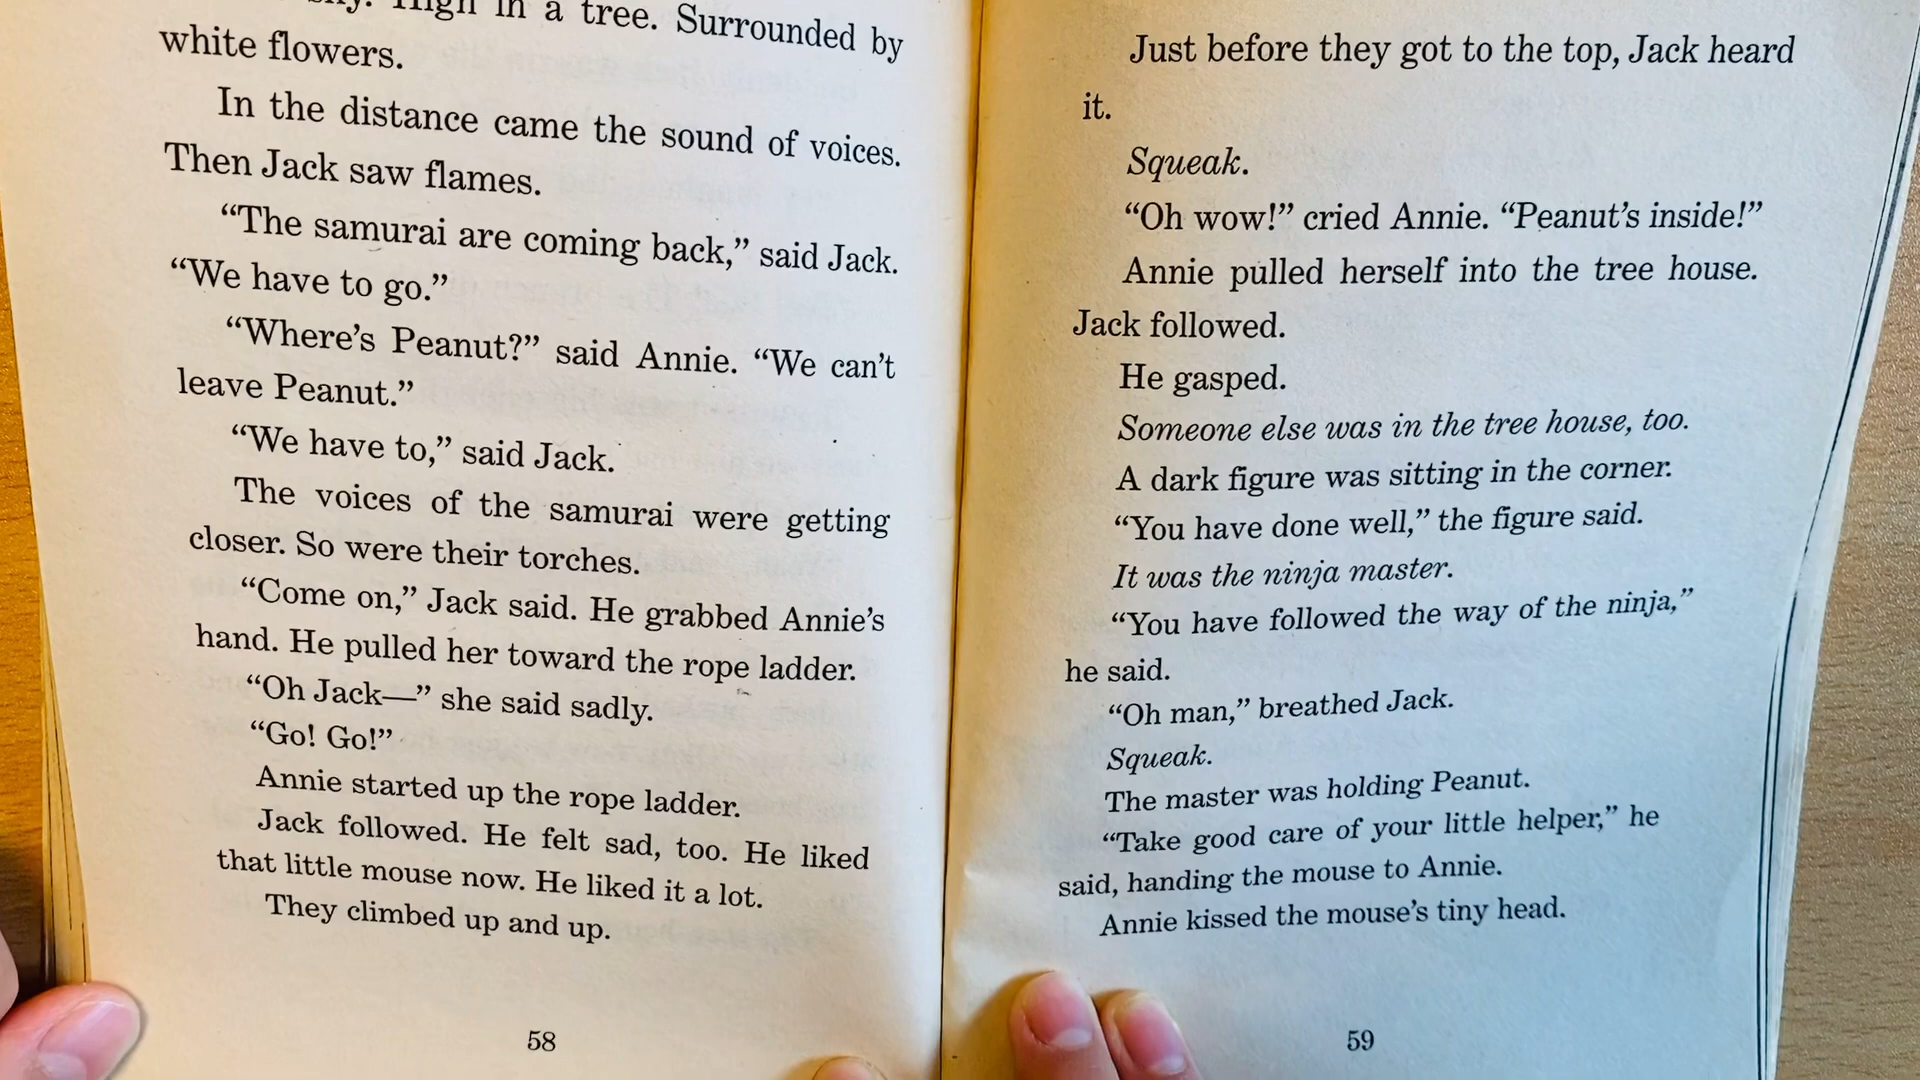 in a tree. Surrounded by
white flowers.
In the distance came the sound of voices.
Then Jack saw flames.
“The samurai are coming back,” said Jack.
“We have to go.”
“Where’s Peanut?” said Annie. “We can’t
leave Peanut.”
“We have to,” said Jack.
The voices of the samurai were getting
closer. So were their torches.
“Come on,” Jack said. He grabbed Annie’s
hand. He pulled her toward the rope ladder.
“Oh Jack—” she said sadly.
“Go! Go!”
Annie started up the rope ladder.
Jack followed. He felt sad, too. He liked
that little mouse now. He liked it a lot.
They climbed up and up.
58
Just before they got to the top, Jack heard
it.
Squeak.
“Oh wow!” cried Annie. “Peanut’s inside!”
Annie pulled herself into the tree house.
Jack followed.
He gasped.
Someone else was in the tree house, too.
A dark figure was sitting in the corner.
“You have done well,” the figure said.
It was the ninja master.
“You have followed the way of the ninja,”
he said.
“Oh man,” breathed Jack.
Squeak.
The master was holding Peanut.
“Take good care of your little helper,” he
said, handing the mouse to Annie.
Annie kissed the mouse’s tiny head.
59